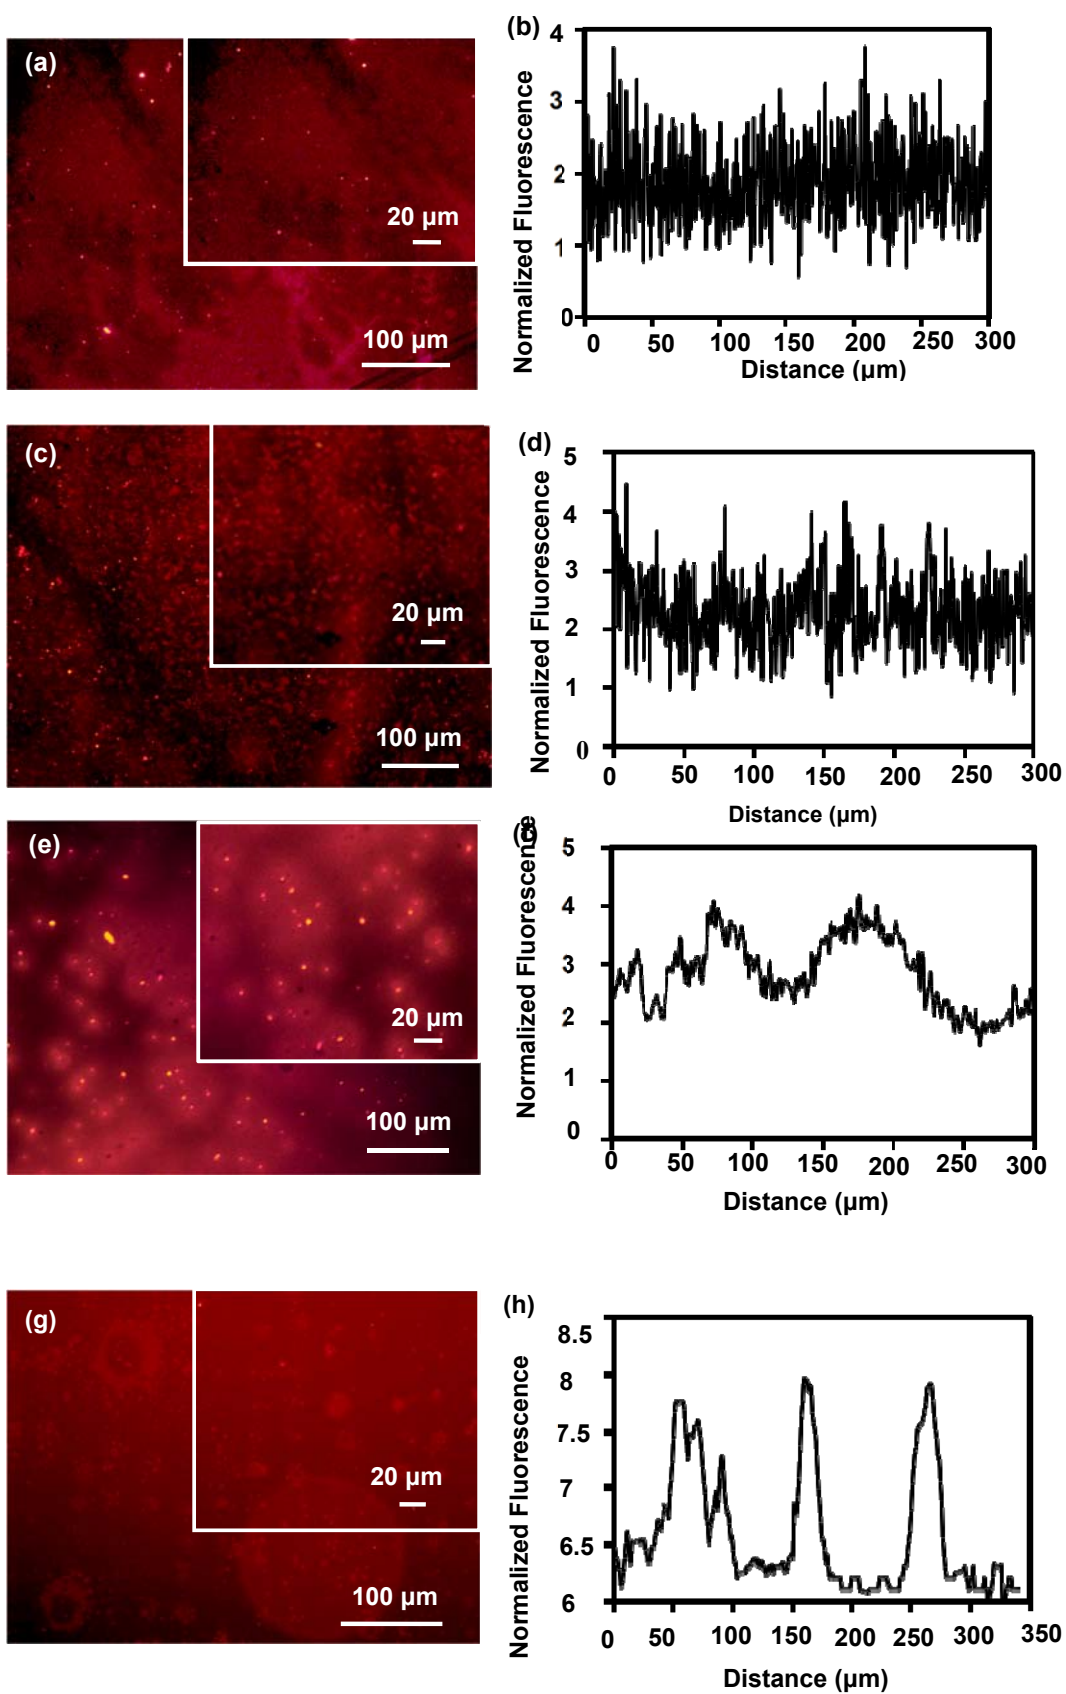 (a)
20 µm
100 µm
(b)
Normalized Fluorescence
4
3
2
1
0
0 50 100 150 200 250 300
Distance (µm)
(c)
20 µm
100 µm
(d)
Normalized Fluorescence
5
4
3
2
1
0
0 50 100 150 200 250 300
Distance (µm)
(e)
20 µm
100 µm
Normalized Fluorescence
5
4
3
2
1
0
0 50 100 150 200 250 300
Distance (µm)
(g)
20 µm
100 µm
(h)
Normalized Fluorescence
8.5
8
7.5
7
6.5
6
0 50 100 150 200 250 300 350
Distance (µm)